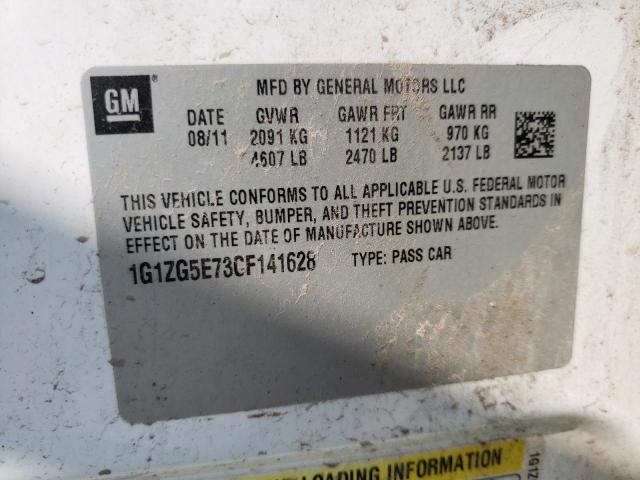 GM
MFD BY GENERAL MOTORS LLC
DATE GVWR GAWR FRT GAWR RR
08/11 2091 KG 1121 KG 970 KG
4607 LB 2470 LB 2137 LB
THIS VEHICLE CONFORMS TO ALL APPLICABLE U.S. FEDERAL MOTOR
VEHICLE SAFETY, BUMPER, AND THEFT PREVENTION STANDARDS IN
EFFECT ON THE DATE OF MANUFACTURE SHOWN ABOVE.
1G1ZG5E73CF141628 TYPE: PASS CAR
LOADING INFORMATION
1G1Z